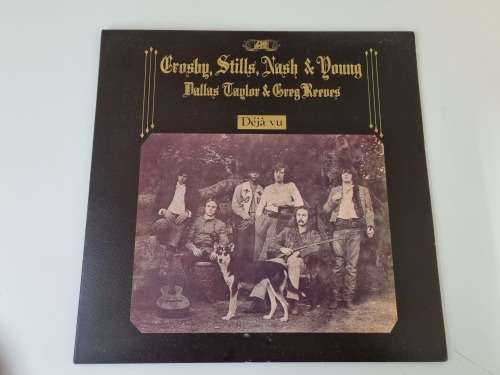 Crosby, Stills, Nash & Young
Dallas Taylor & Greg Reeves
Déjà vu